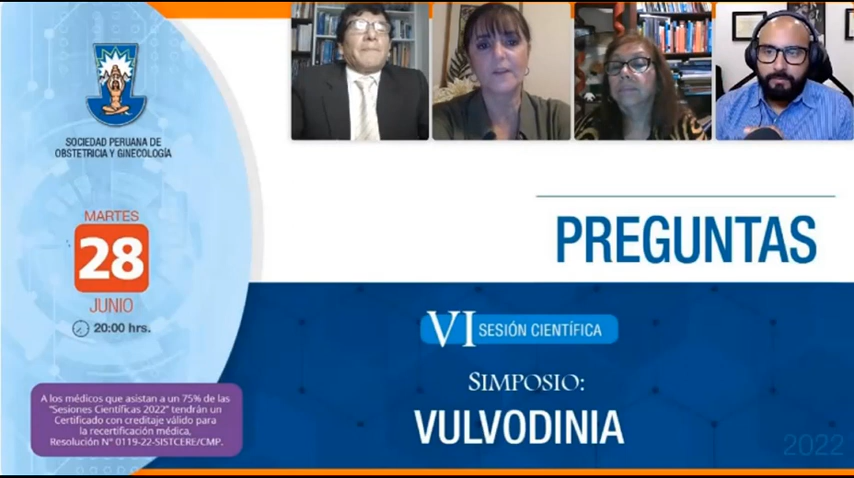 SOCIEDAD PERUANA DE
OBSTETRICIA Y GINECOLOGÍA
MARTES
28
JUNIO
20:00 hrs.
A los médicos que asistan a un 75% de las
"Sesiones Científicas 2022" tendrán un
Certificado con creditaje válido para
la recertificación médica,
Resolución N° 0119-22-SISTCERE/CMP.
PREGUNTAS
VI SESIÓN CIENTÍFICA
SIMPOSIO:
VULVODINIA
2022